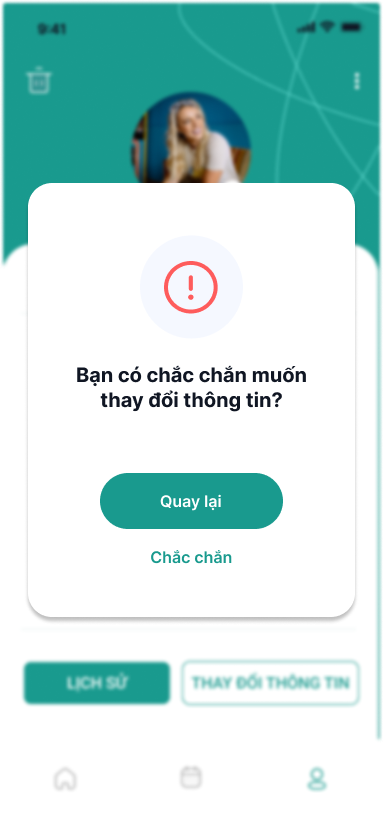 9:41
Bạn có chắc chắn muốn
thay đổi thông tin?
Quay lại
Chắc chắn
LỊCH SỬ
THAY ĐỔI THÔNG TIN